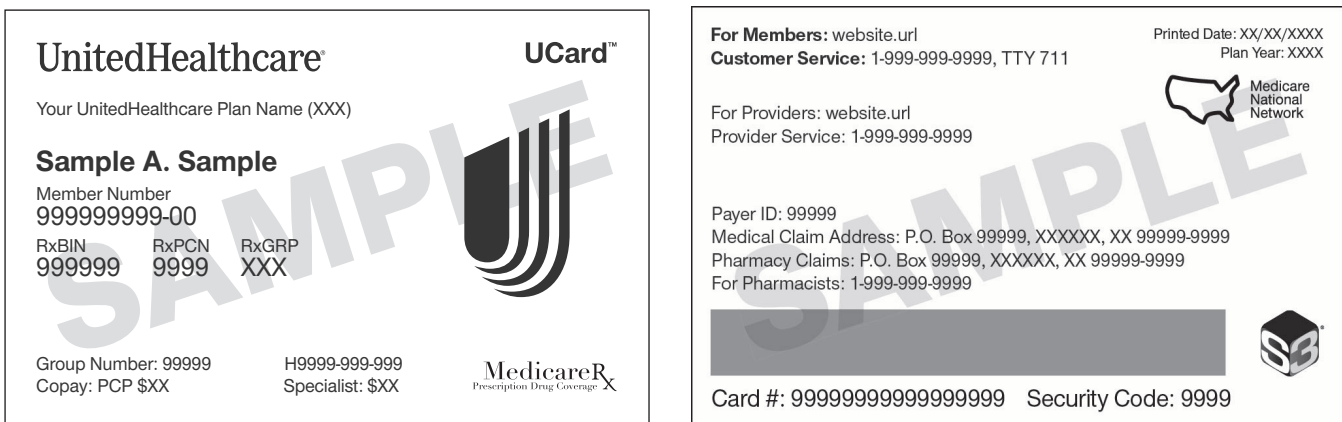 UnitedHealthcare®
UCard™
Your UnitedHealthcare Plan Name (XXX)
Sample A. Sample
Member Number
999999999-00
RxBIN RxPCN RxGRP
999999 9999 XXX
Group Number: 99999 H9999-999-999
Copay: PCP $XX Specialist: $XX
MedicareRx
Prescription Drug Coverage
SAMPLE
For Members: website.url
Customer Service: 1-999-999-9999, TTY 711
Printed Date: XX/XX/XXXX
Plan Year: XXXX
Medicare
National
Network
For Providers: website.url
Provider Service: 1-999-999-9999
Payer ID: 99999
Medical Claim Address: P.O. Box 99999, XXXXXX, XX 99999-9999
Pharmacy Claims: P.O. Box 99999, XXXXXX, XX 99999-9999
For Pharmacists: 1-999-999-9999
S3®
Card #: 99999999999999999 Security Code: 9999
SAMPLE